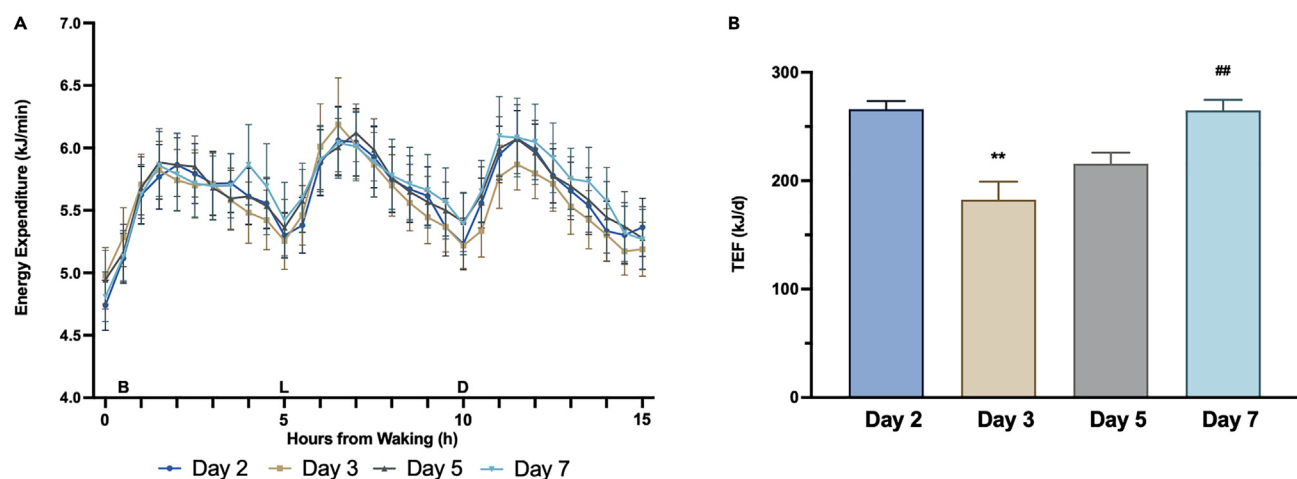 A
Energy Expenditure (kJ/min)
7.0
6.5
6.0
5.5
5.0
4.5
4.0
B L D
0 5 10 15
Hours from Waking (h)
Day 2 Day 3 Day 5 Day 7
B
TEF (kJ/d)
300
200
100
0
**
##
Day 2 Day 3 Day 5 Day 7